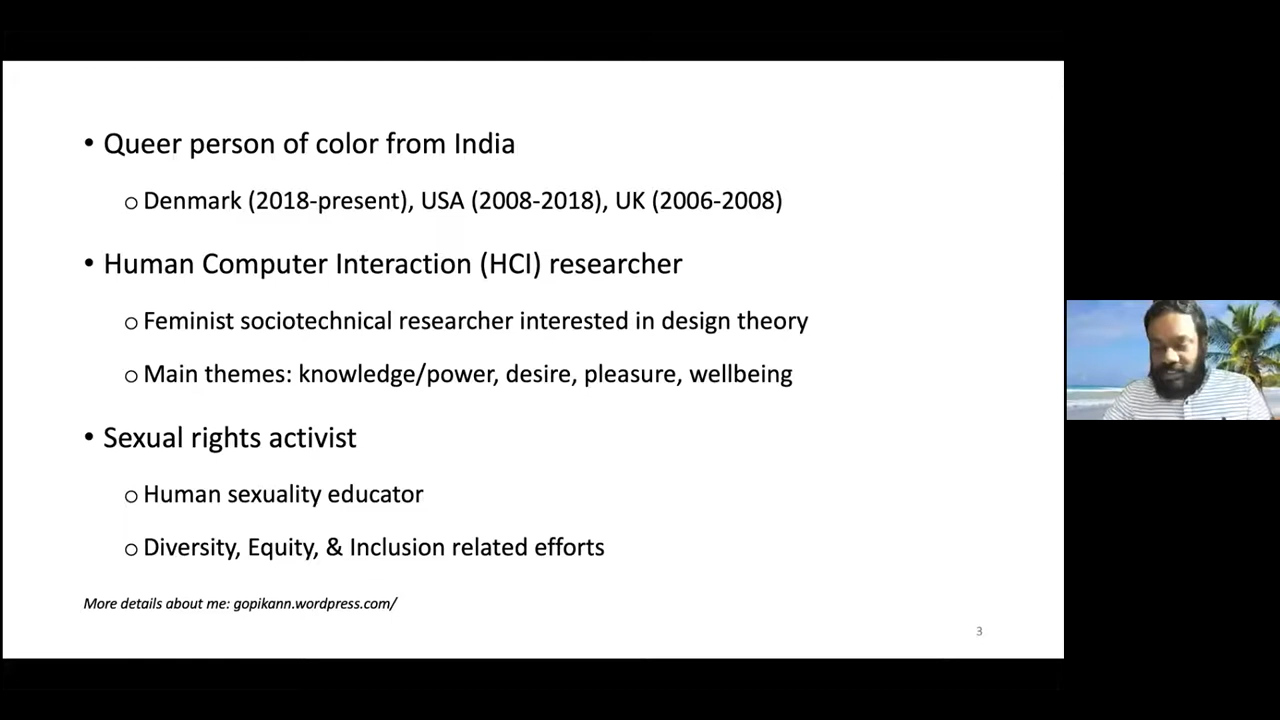 • Queer person of color from India
o Denmark (2018-present), USA (2008-2018), UK (2006-2008)
• Human Computer Interaction (HCI) researcher
o Feminist sociotechnical researcher interested in design theory
o Main themes: knowledge/power, desire, pleasure, wellbeing
• Sexual rights activist
o Human sexuality educator
o Diversity, Equity, & Inclusion related efforts
More details about me: gopikann.wordpress.com/
3